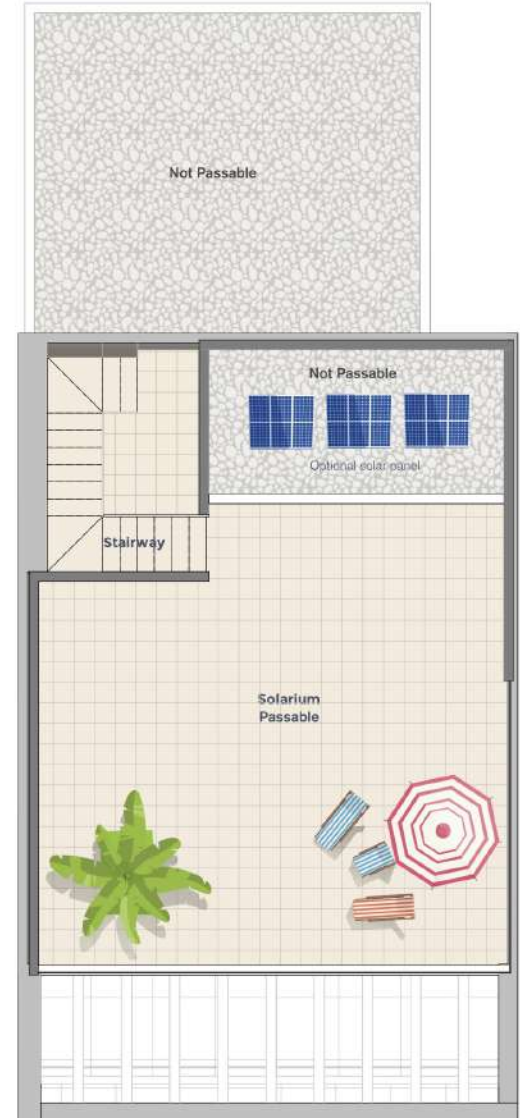 Not Passable
Not Passable
Optional solar panel
Stairway
Solarium
Passable